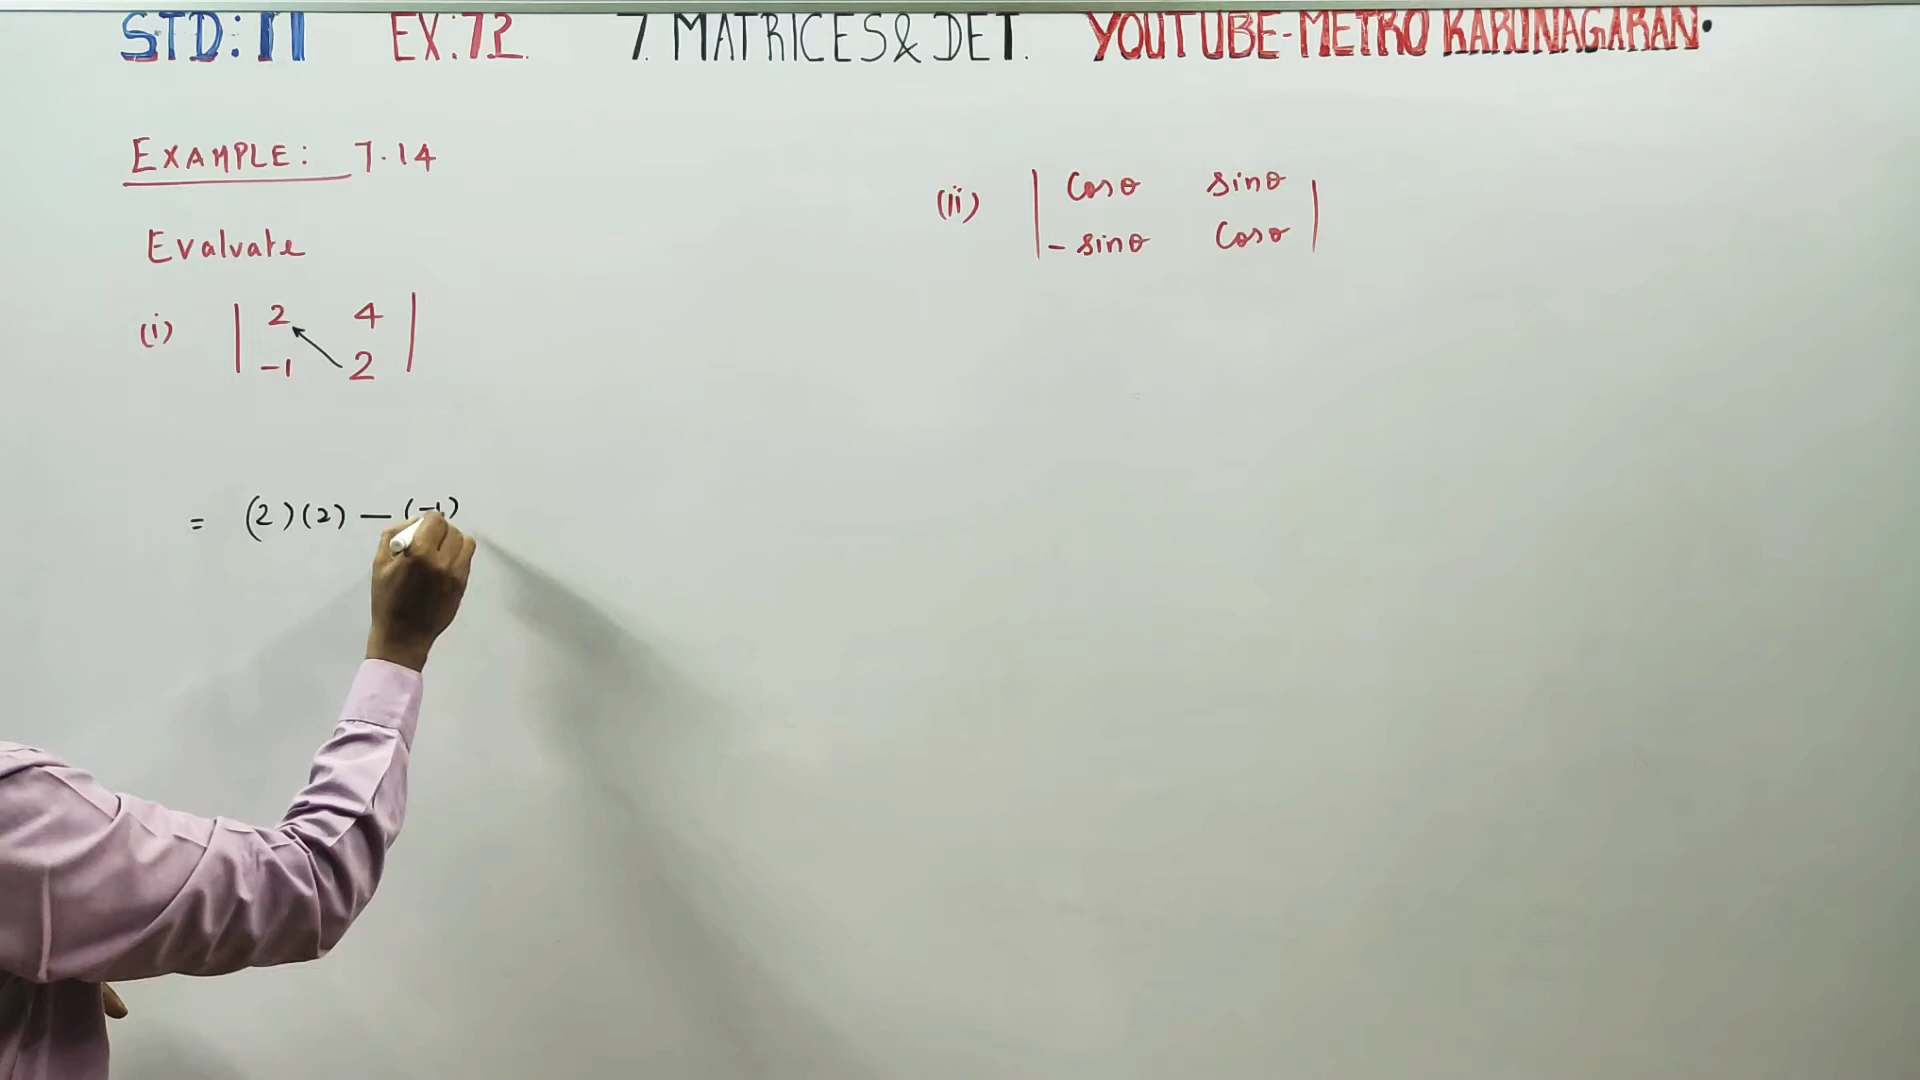 STD: 11 EX: 7.2. 7. MATRICES & DET. YOUTUBE-METRO KARUNAGARAN.
EXAMPLE: 7.14
Evaluate
(i) | 2 4 |
| -1 2 |
= (2)(2) — (-1)
(ii) | Cosθ sinθ |
| - sinθ Cosθ |